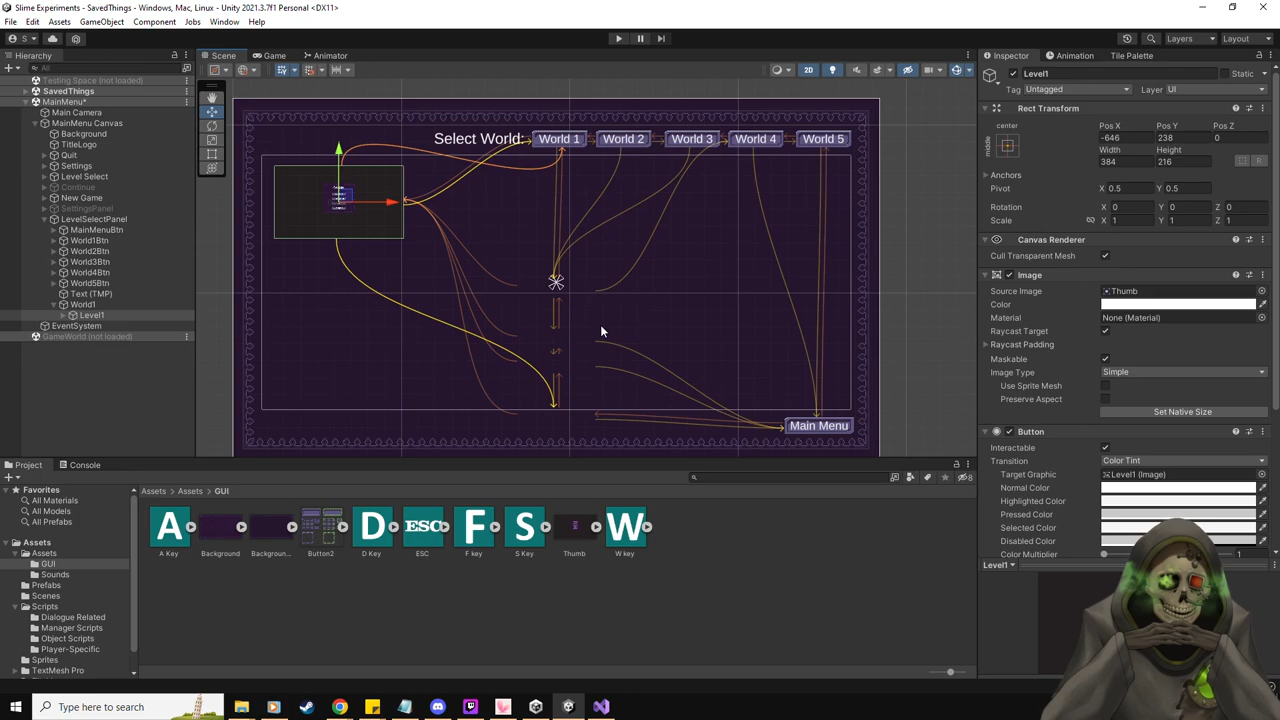 Slime Experiments - SavedThings - Windows, Mac, Linux - Unity 2021.3.7f1 Personal <DX11>
File Edit Assets GameObject Component Jobs Window Help
S
Layers Layout
Hierarchy
All
Testing Space (not loaded)
SavedThings
MainMenu*
Main Camera
MainMenu Canvas
Background
TitleLogo
Quit
Settings
Level Select
Continue
New Game
SettingsPanel
LevelSelectPanel
MainMenuBtn
World1Btn
World2Btn
World3Btn
World4Btn
World5Btn
Text (TMP)
World1
Level1
EventSystem
GameWorld (not loaded)
Scene Game Animator
2D
Select World: World 1 World 2 World 3 World 4 World 5
Main Menu
Inspector Animation Tile Palette
Level1 Static
Tag Untagged Layer UI
Rect Transform
center
middle
Pos X Pos Y Pos Z
-646 238 0
Width Height
384 216
R
Anchors
Pivot X 0.5 Y 0.5
Rotation X 0 Y 0 Z 0
Scale X 1 Y 1 Z 1
Canvas Renderer
Cull Transparent Mesh
Image
Source Image Thumb
Color
Material None (Material)
Raycast Target
Raycast Padding
Maskable
Image Type Simple
Use Sprite Mesh
Preserve Aspect
Set Native Size
Button
Interactable
Transition Color Tint
Target Graphic Level1 (Image)
Normal Color
Highlighted Color
Pressed Color
Selected Color
Disabled Color
Color Multiplier 1
Level1
Project Console
8
Favorites
All Materials
All Models
All Prefabs
Assets
Assets
GUI
Sounds
Prefabs
Scenes
Scripts
Dialogue Related
Manager Scripts
Object Scripts
Player-Specific
Sprites
TextMesh Pro
Assets Assets GUI
A D ESC F S W
A Key Background Backgroun... Button2 D Key ESC F key S Key Thumb W key
Type here to search